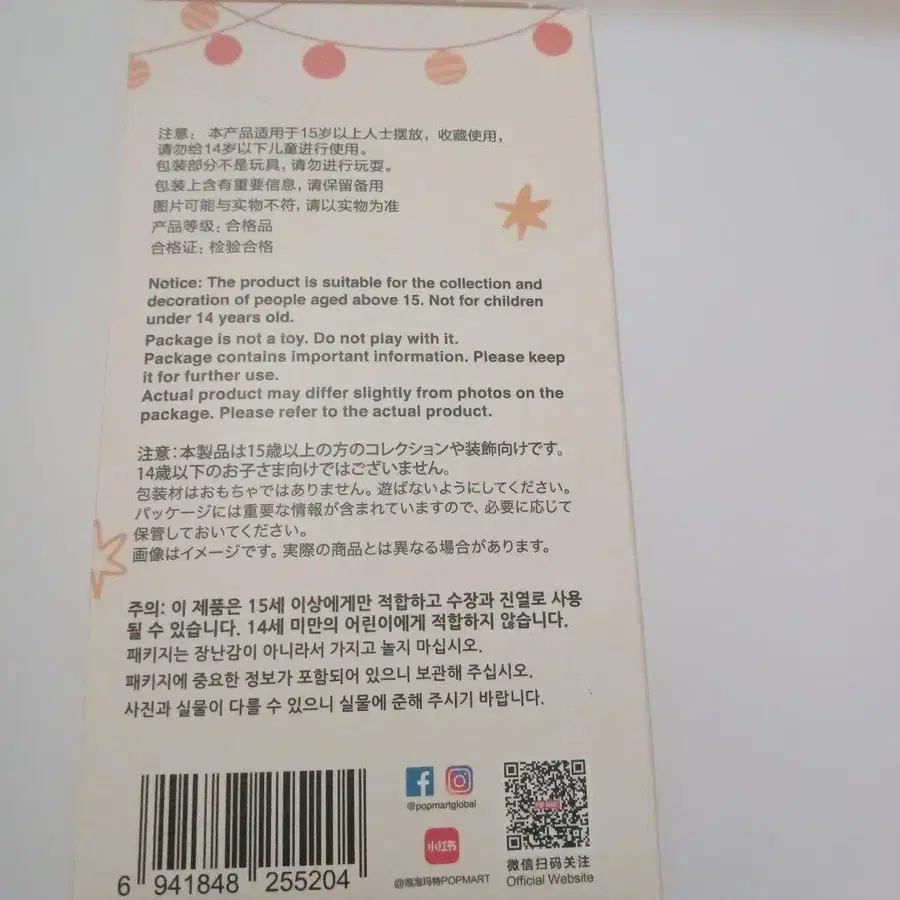 注意：本产品适用于15岁以上人士摆放，收藏使用，
请勿给14岁以下儿童进行使用。
包装部分不是玩具，请勿进行玩耍。
包装上含有重要信息，请保留备用
图片可能与实物不符，请以实物为准
产品等级：合格品
合格证：检验合格
Notice: The product is suitable for the collection and
decoration of people aged above 15. Not for children
under 14 years old.
Package is not a toy. Do not play with it.
Package contains important information. Please keep
it for further use.
Actual product may differ slightly from photos on the
package. Please refer to the actual product.
注意：本製品は15歳以上の方のコレクションや装飾向けです。
14歳以下のお子さま向けではございません。
包装材はおもちゃではありません。遊ばないようにしてください。
パッケージには重要な情報が含まれていますので、必要に応じて
保管しておいてください。
画像はイメージです。実際の商品とは異なる場合があります。
주의: 이 제품은 15세 이상에게만 적합하고 수장과 진열로 사용
될 수 있습니다. 14세 미만의 어린이에게 적합하지 않습니다.
패키지는 장난감이 아니라서 가지고 놀지 마십시오.
패키지에 중요한 정보가 포함되어 있으니 보관해 주십시오.
사진과 실물이 다를 수 있으니 실물에 준해 주시기 바랍니다.
@popmartglobal
小红书
@泡泡玛特POPMART
POP MART
微信扫码关注
Official Website
6 941848 255204